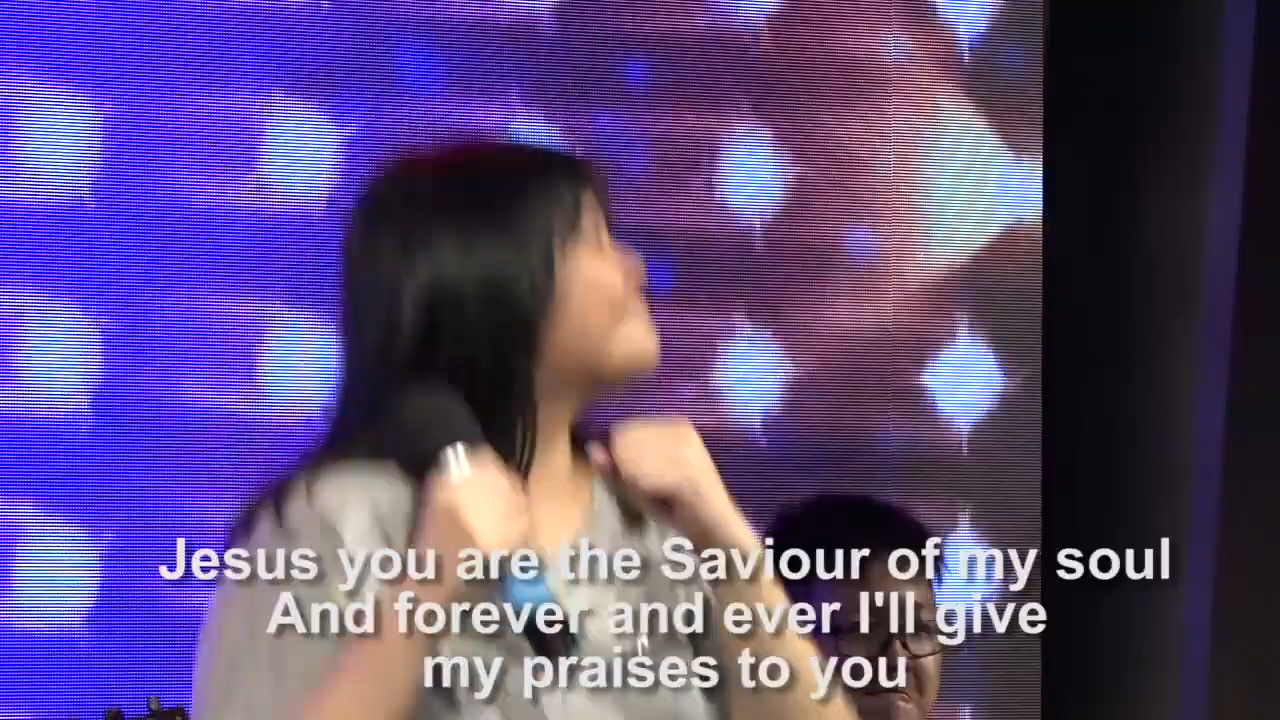 Jesus you are the Saviour of my soul
And forever and ever i'll give
my praises to you